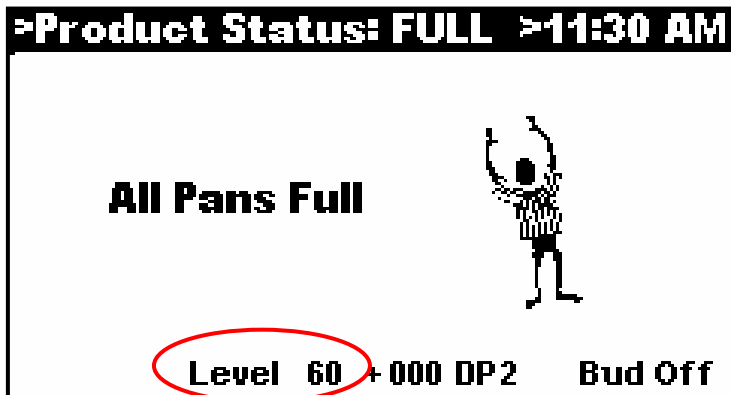 >Product Status: FULL >11:30 AM
All Pans Full
Level 60 +000 DP2 Bud Off